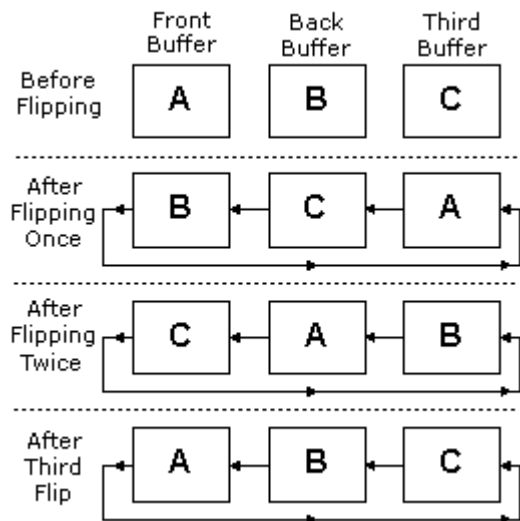 Front Buffer
Back Buffer
Third Buffer
Before Flipping
A
B
C
After Flipping Once
B
C
A
After Flipping Twice
C
A
B
After Third Flip
A
B
C